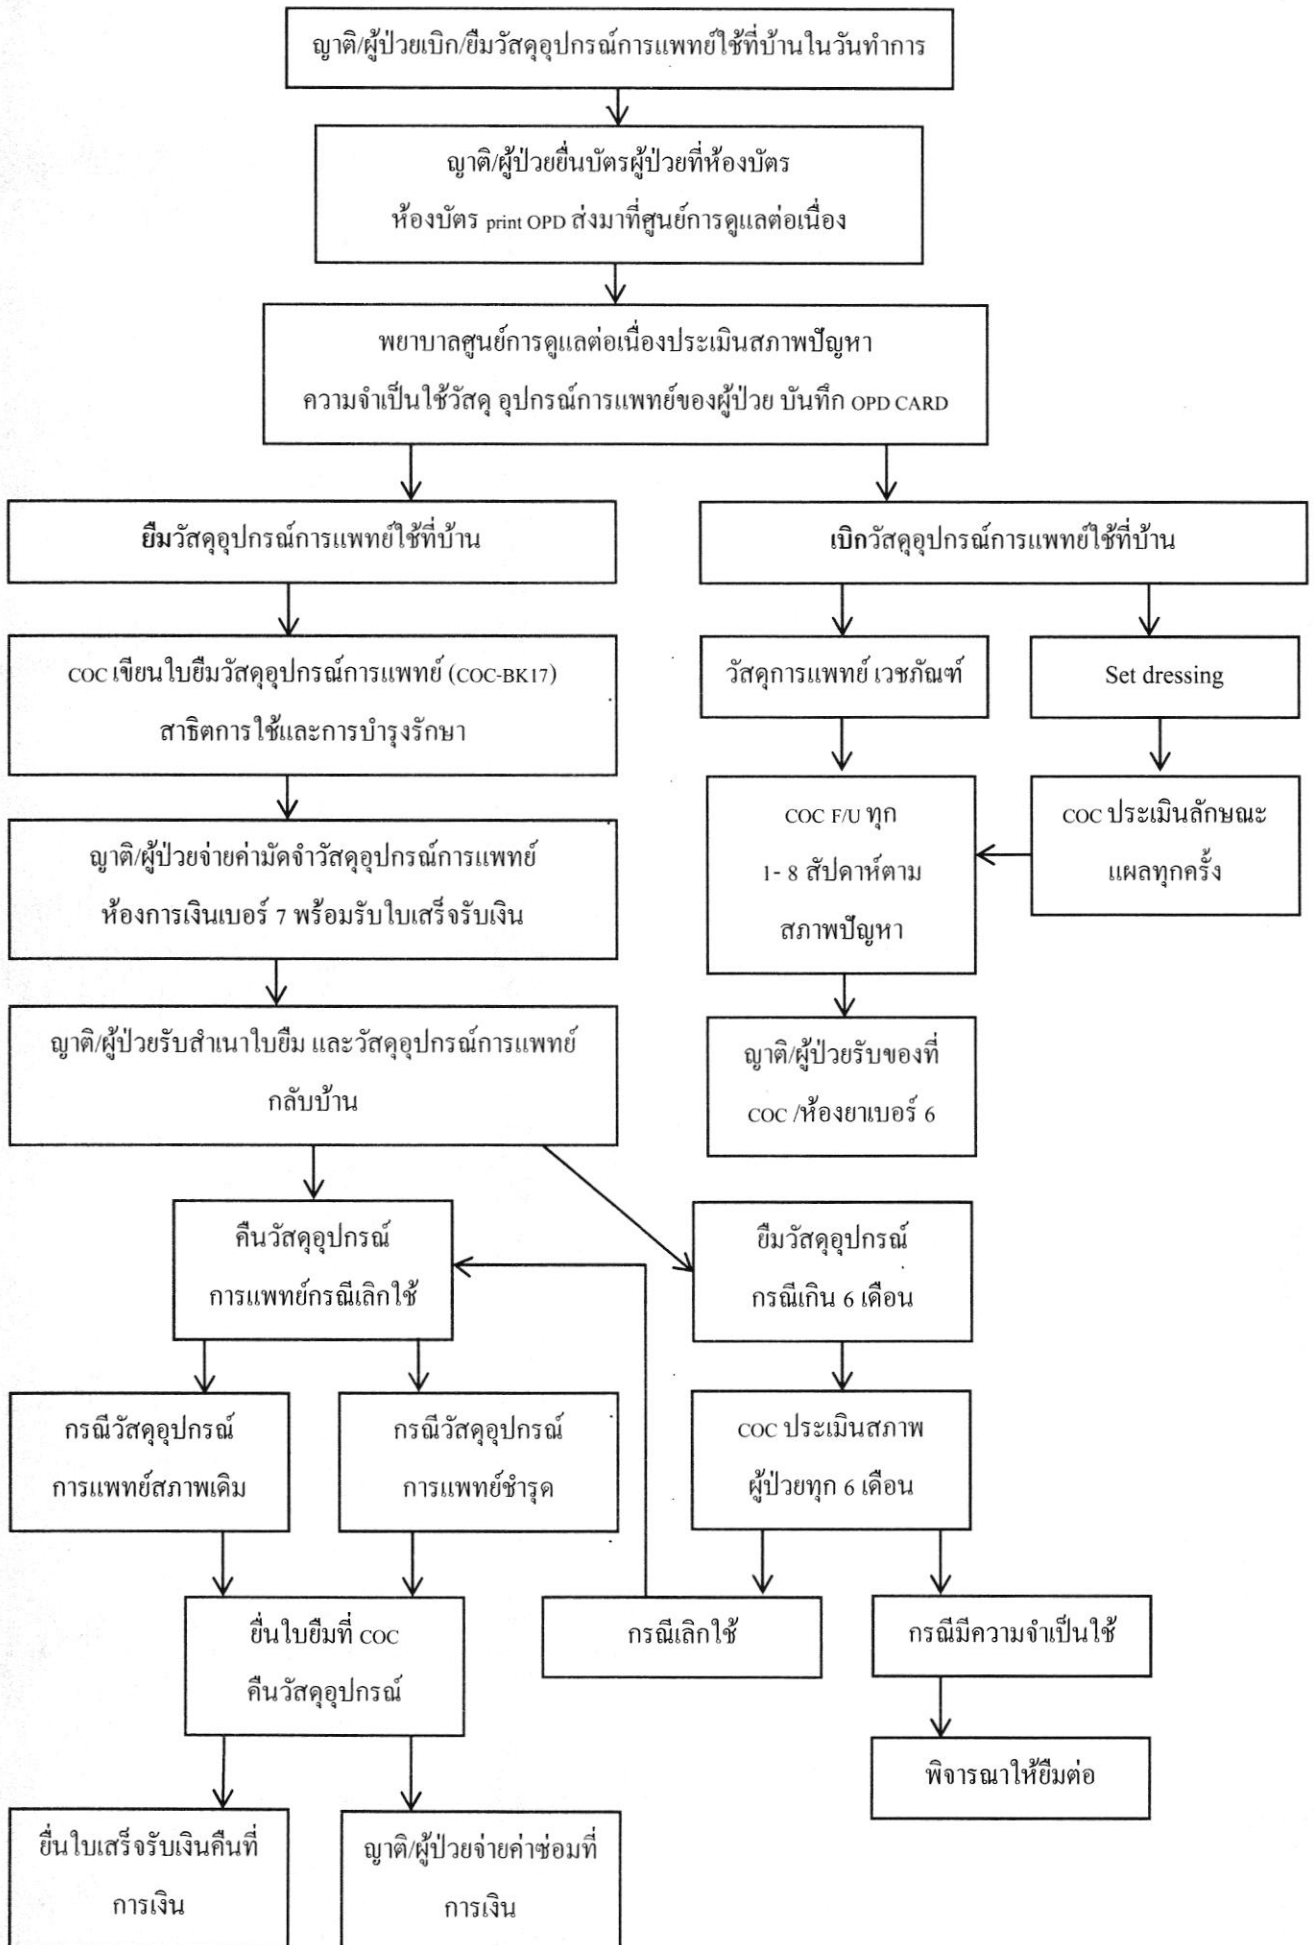 ญาติ/ผู้ป่วยเบิก/ยืมวัสดุอุปกรณ์การแพทย์ใช้ที่บ้านในวันทำการ
ญาติ/ผู้ป่วยยื่นบัตรผู้ป่วยที่ห้องบัตร
ห้องบัตร print OPD ส่งมาที่ศูนย์การดูแลต่อเนื่อง
พยาบาลศูนย์การดูแลต่อเนื่องประเมินสภาพปัญหา
ความจำเป็นใช้วัสดุ อุปกรณ์การแพทย์ของผู้ป่วย บันทึก OPD CARD
ยืมวัสดุอุปกรณ์การแพทย์ใช้ที่บ้าน
COC เขียนใบยืมวัสดุอุปกรณ์การแพทย์ (COC-BK17)
สาธิตการใช้และการบำรุงรักษา
ญาติ/ผู้ป่วยจ่ายค่ามัดจำวัสดุอุปกรณ์การแพทย์
ห้องการเงินเบอร์ 7 พร้อมรับใบเสร็จรับเงิน
ญาติ/ผู้ป่วยรับสำเนาใบยืม และวัสดุอุปกรณ์การแพทย์
กลับบ้าน
เบิกวัสดุอุปกรณ์การแพทย์ใช้ที่บ้าน
วัสดุการแพทย์ เวชภัณฑ์
Set dressing
COC F/U ทุก
1- 8 สัปดาห์ตาม
สภาพปัญหา
COC ประเมินลักษณะ
แผลทุกครั้ง
ญาติ/ผู้ป่วยรับของที่
COC /ห้องยาเบอร์ 6
คืนวัสดุอุปกรณ์
การแพทย์กรณีเลิกใช้
ยืมวัสดุอุปกรณ์
กรณีเกิน 6 เดือน
กรณีวัสดุอุปกรณ์
การแพทย์สภาพเดิม
กรณีวัสดุอุปกรณ์
การแพทย์ชำรุด
COC ประเมินสภาพ
ผู้ป่วยทุก 6 เดือน
ยื่นใบยืมที่ COC
คืนวัสดุอุปกรณ์
กรณีเลิกใช้
กรณีมีความจำเป็นใช้
พิจารณาให้ยืมต่อ
ยื่นใบเสร็จรับเงินคืนที่
การเงิน
ญาติ/ผู้ป่วยจ่ายค่าซ่อมที่
การเงิน